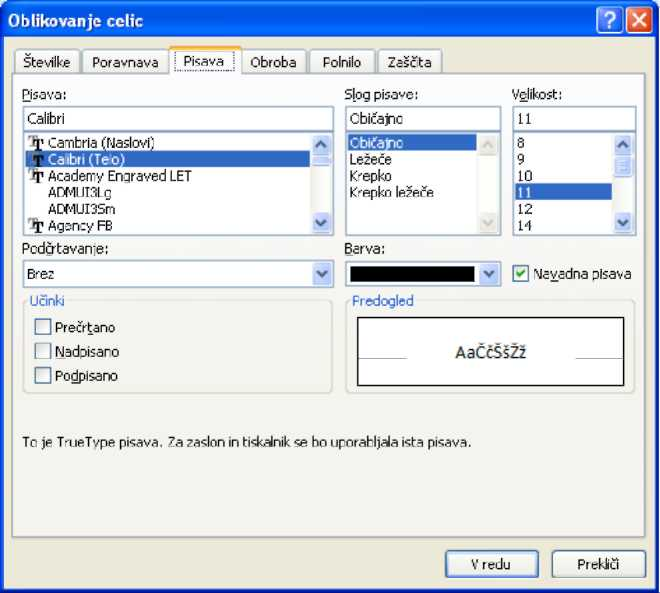 Oblikovanje celic
Številke Poravnava Pisava Obroba Polnilo Zaščita
Pisava: Slog pisave: Velikost:
Calibri Običajno 11
Cambria (Naslovi) Običajno 8
Calibri (Telo) Ležeče 9
Academy Engraved LET Krepko 10
ADMUI3Lg Krepko ležeče 11
ADMUI3Sm 12
Agency FB 14
Podčrtavanje: Barva:
Brez Navadna pisava
Učinki Predogled
Prečrtano
Nadpisano AaČčŠšŽž
Podpisano
To je TrueType pisava. Za zaslon in tiskalnik se bo uporabljala ista pisava.
V redu Prekliči